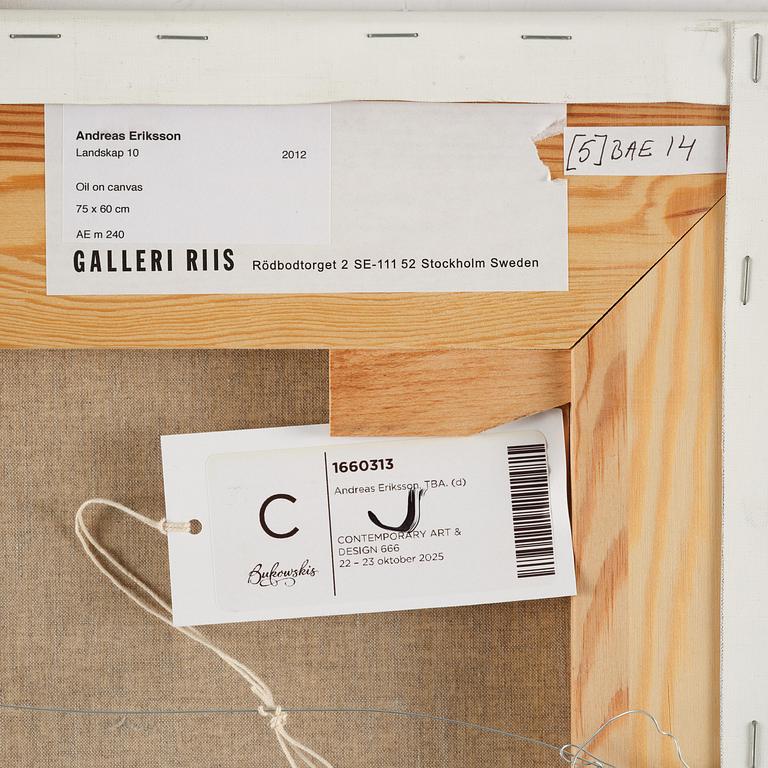 Andreas Eriksson
Landskap 10 2012
Oil on canvas
75 x 60 cm
AE m 240
GALLERI RIIS Rödbodtorget 2 SE-111 52 Stockholm Sweden
[5] BAE 14
1660313
Andreas Eriksson, TBA. (d)
C
CONTEMPORARY ART &
DESIGN 666
22 – 23 oktober 2025
Bukowskis